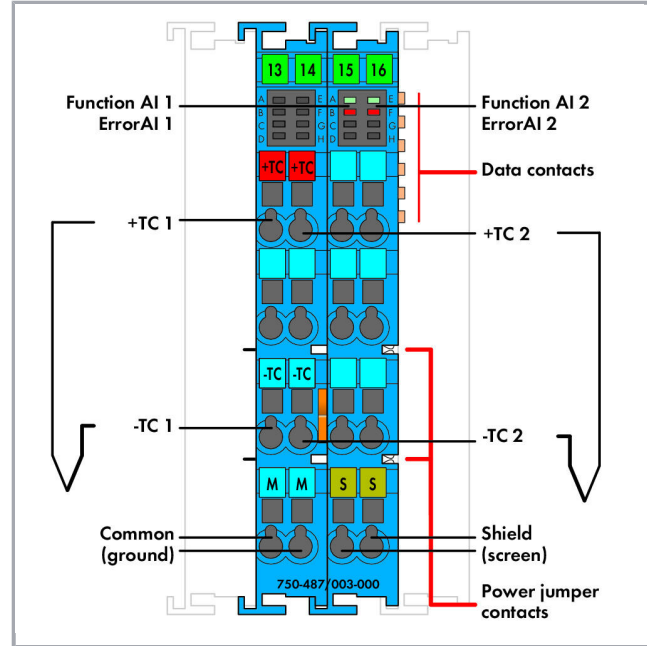 13 14 15 16
Function AI 1
ErrorAI 1
A E A E
B F B F
C G C G
D H D H
Function AI 2
ErrorAI 2
+TC +TC
Data contacts
+TC 1
+TC 2
-TC -TC
-TC 1
-TC 2
M M S S
Common
(ground)
Shield
(screen)
750-487/003-000
Power jumper
contacts